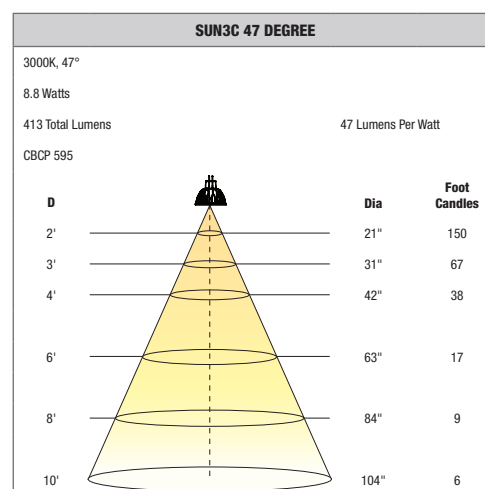 SUN3C 47 DEGREE
3000K, 47°
8.8 Watts
413 Total Lumens 47 Lumens Per Watt
CBCP 595
D Dia Foot Candles
2' 21" 150
3' 31" 67
4' 42" 38
6' 63" 17
8' 84" 9
10' 104" 6